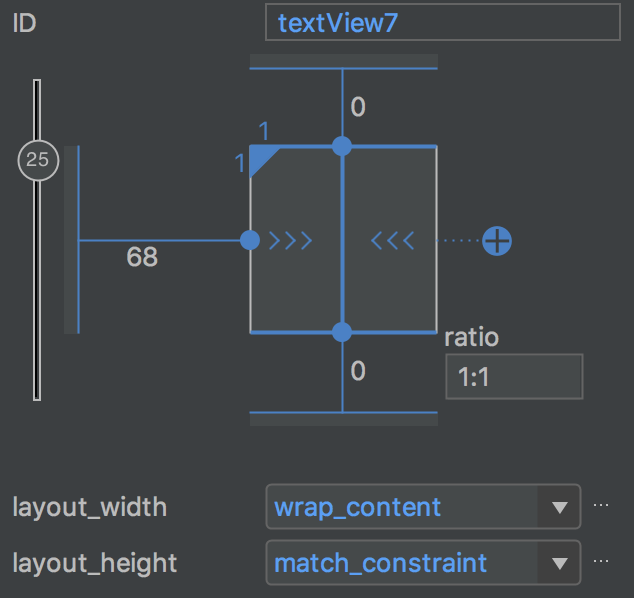 ID
textView7
0
1
1
25
68
0
ratio
1:1
layout_width
wrap_content
layout_height
match_constraint